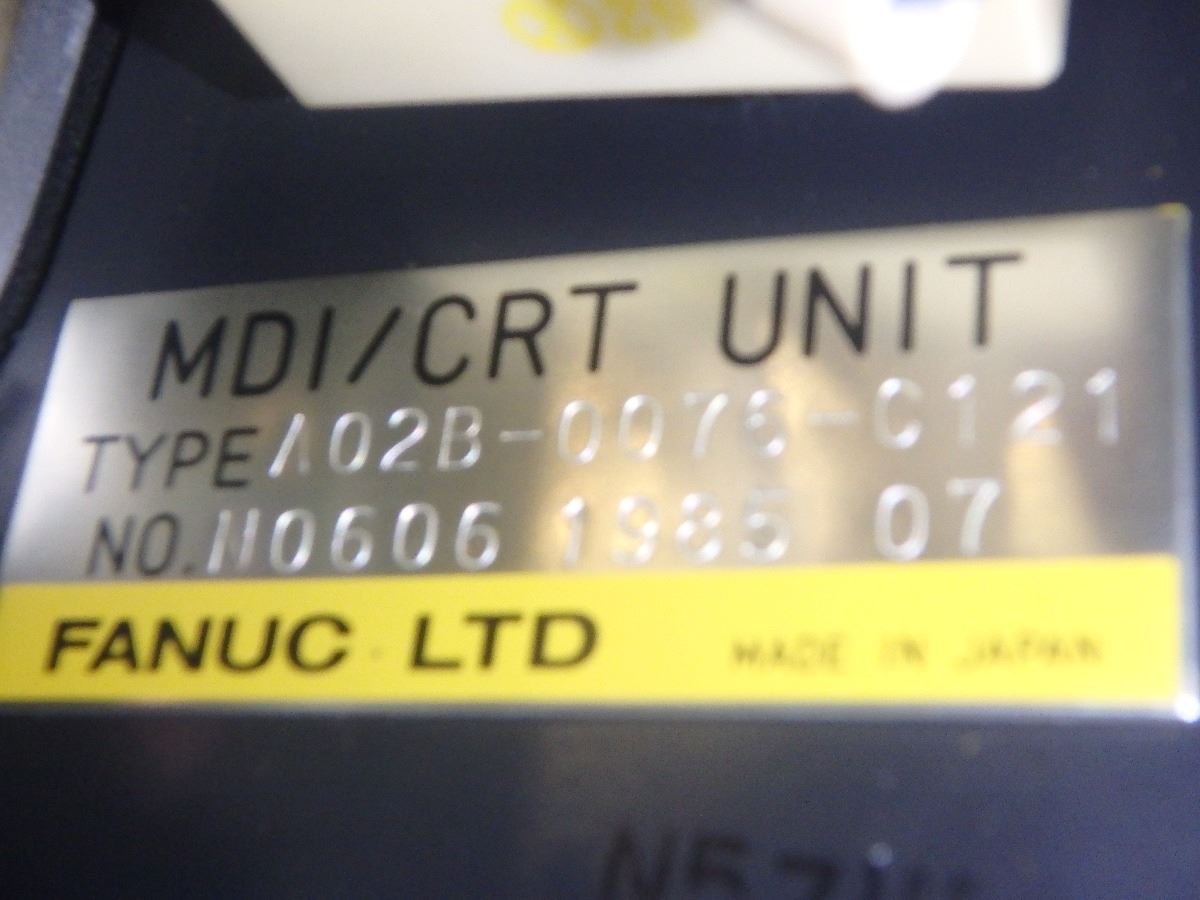 MDI/CRT UNIT
TYPE A02B-0076-C121
NO. N0606 1985 07
FANUC LTD MADE IN JAPAN